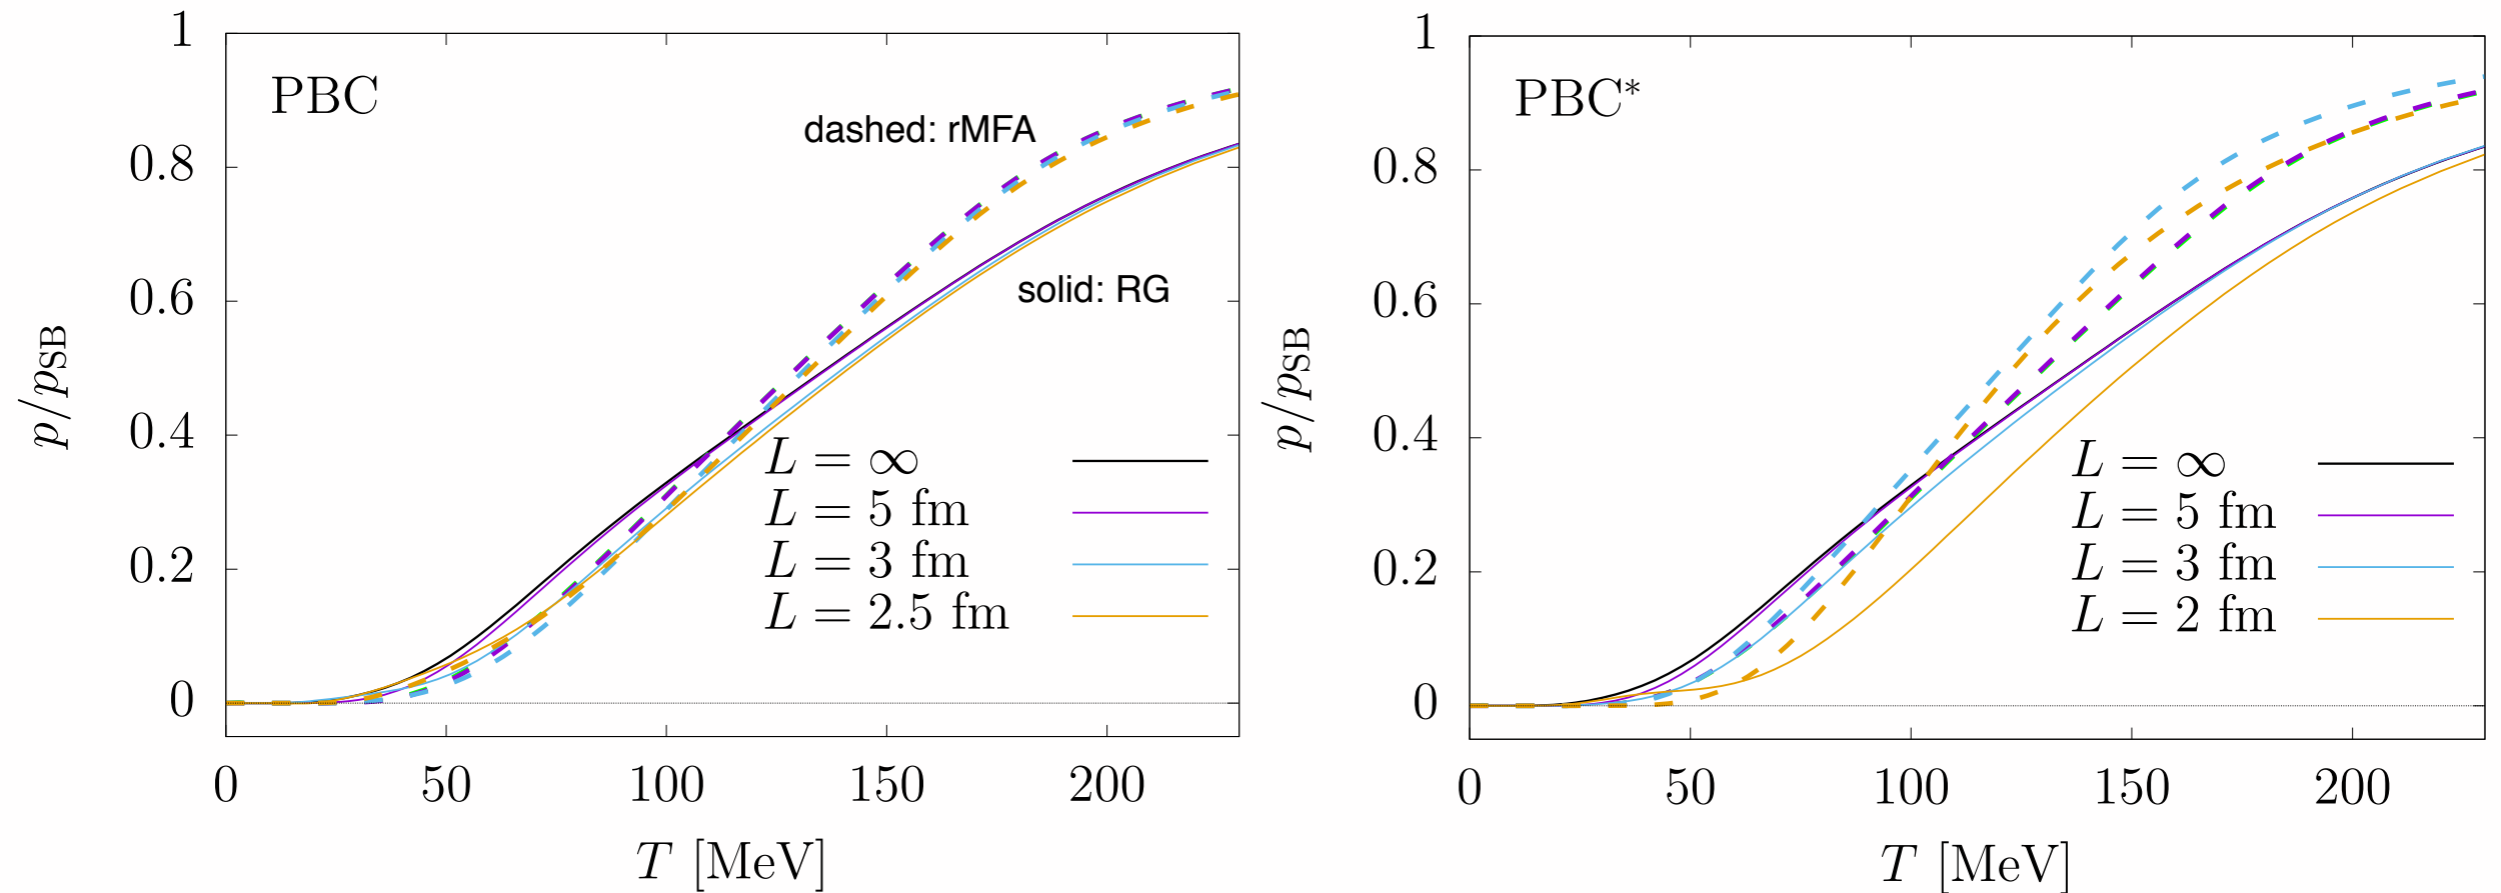 PBC
dashed: rMFA
solid: RG
L = ∞
L = 5 fm
L = 3 fm
L = 2.5 fm
1
0.8
0.6
0.4
0.2
0
p/p_SB
0
50
100
150
200
T [MeV]
PBC*
L = ∞
L = 5 fm
L = 3 fm
L = 2 fm
1
0.8
0.6
0.4
0.2
0
p/p_SB
0
50
100
150
200
T [MeV]